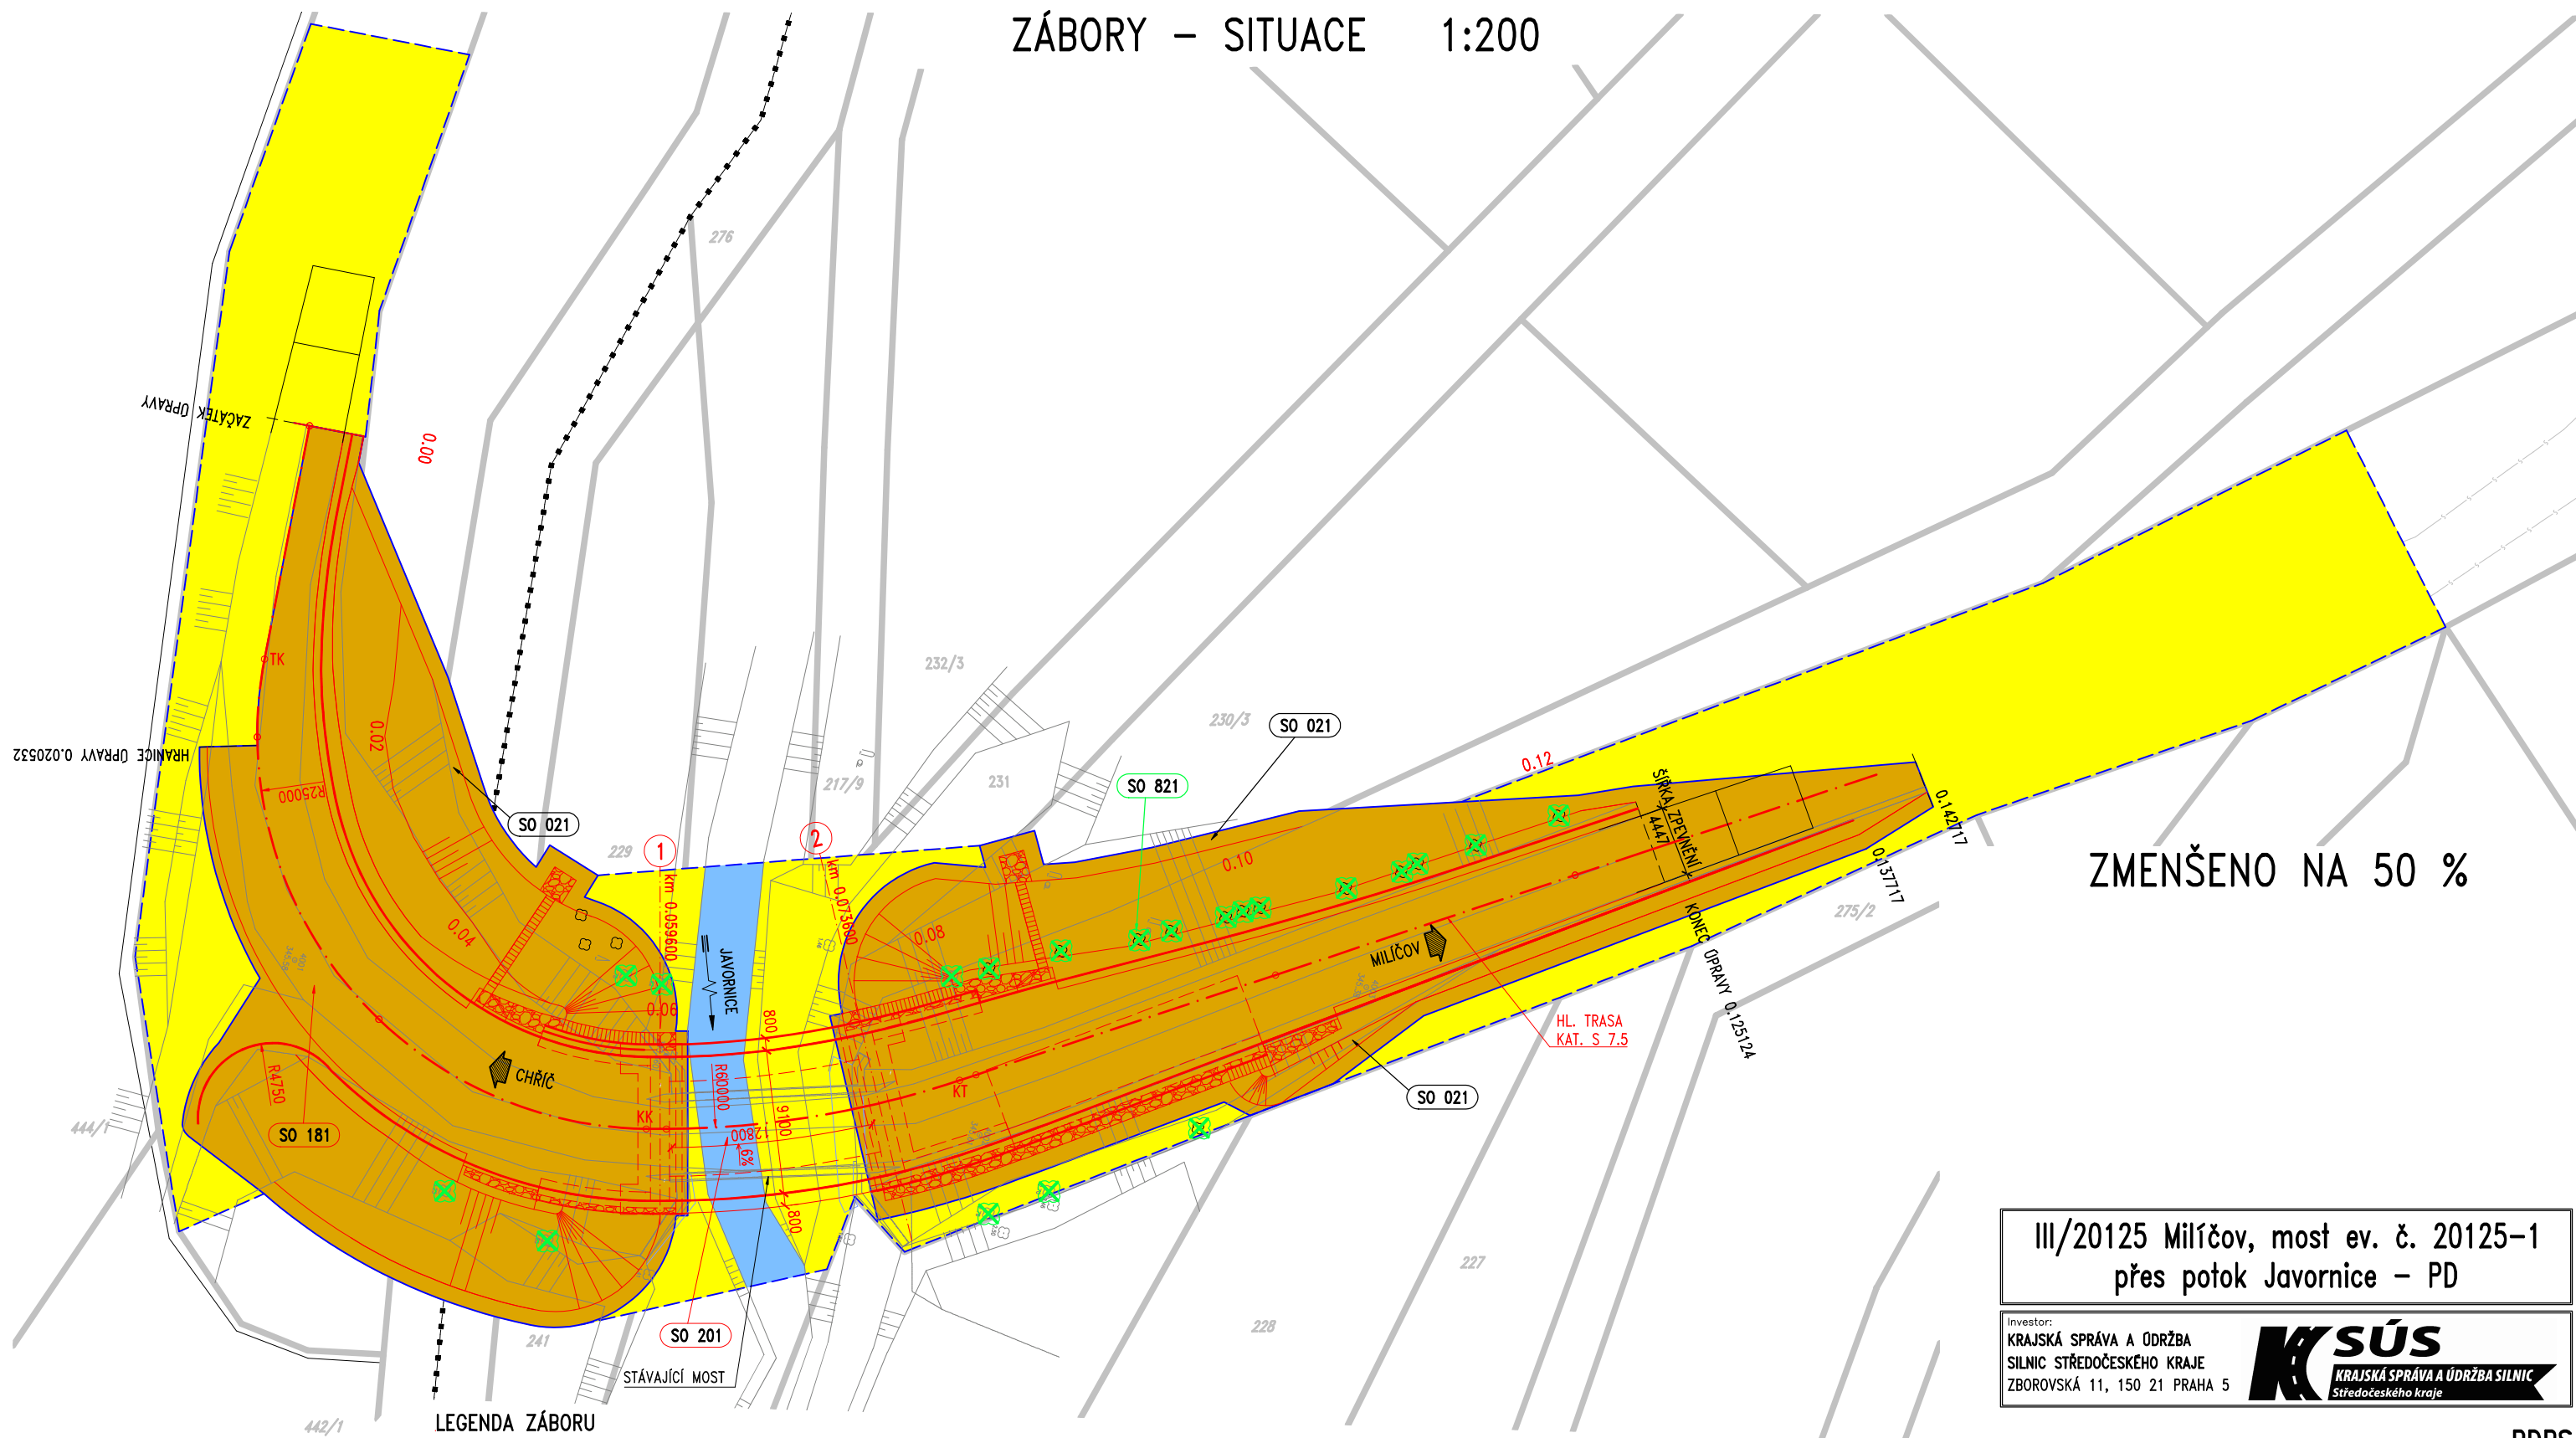 ZÁBORY – SITUACE 1:200
276
ZAČÁTEK ÚPRAVY
0.00
TK
0.02
HRANICE ÚPRAVY 0.020532
R25000
SO 021
229
1
km 0.059600
2
km 0.073600
217/9
232/3
231
230/3
SO 021
SO 821
0.12
0.10
0.08
0.04
0.06
ŠÍŘKA ZPEVNĚNÍ
4447
0.142717
0.137717
KONEC ÚPRAVY 0.125124
275/2
ZMENŠENO NA 50 %
JAVORNICE
MILÍČOV
HL. TRASA
KAT. S 7.5
SO 021
CHŘÍČ
R4750
SO 181
KK
KT
R60000
800
9100
12800
6%
800
SO 201
STÁVAJÍCÍ MOST
444/1
241
442/1
227
228
LEGENDA ZÁBORU
III/20125 Milíčov, most ev. č. 20125-1
přes potok Javornice – PD
Investor:
KRAJSKÁ SPRÁVA A ÚDRŽBA
SILNIC STŘEDOČESKÉHO KRAJE
ZBOROVSKÁ 11, 150 21 PRAHA 5
SÚS
KRAJSKÁ SPRÁVA A ÚDRŽBA SILNIC
Středočeského kraje